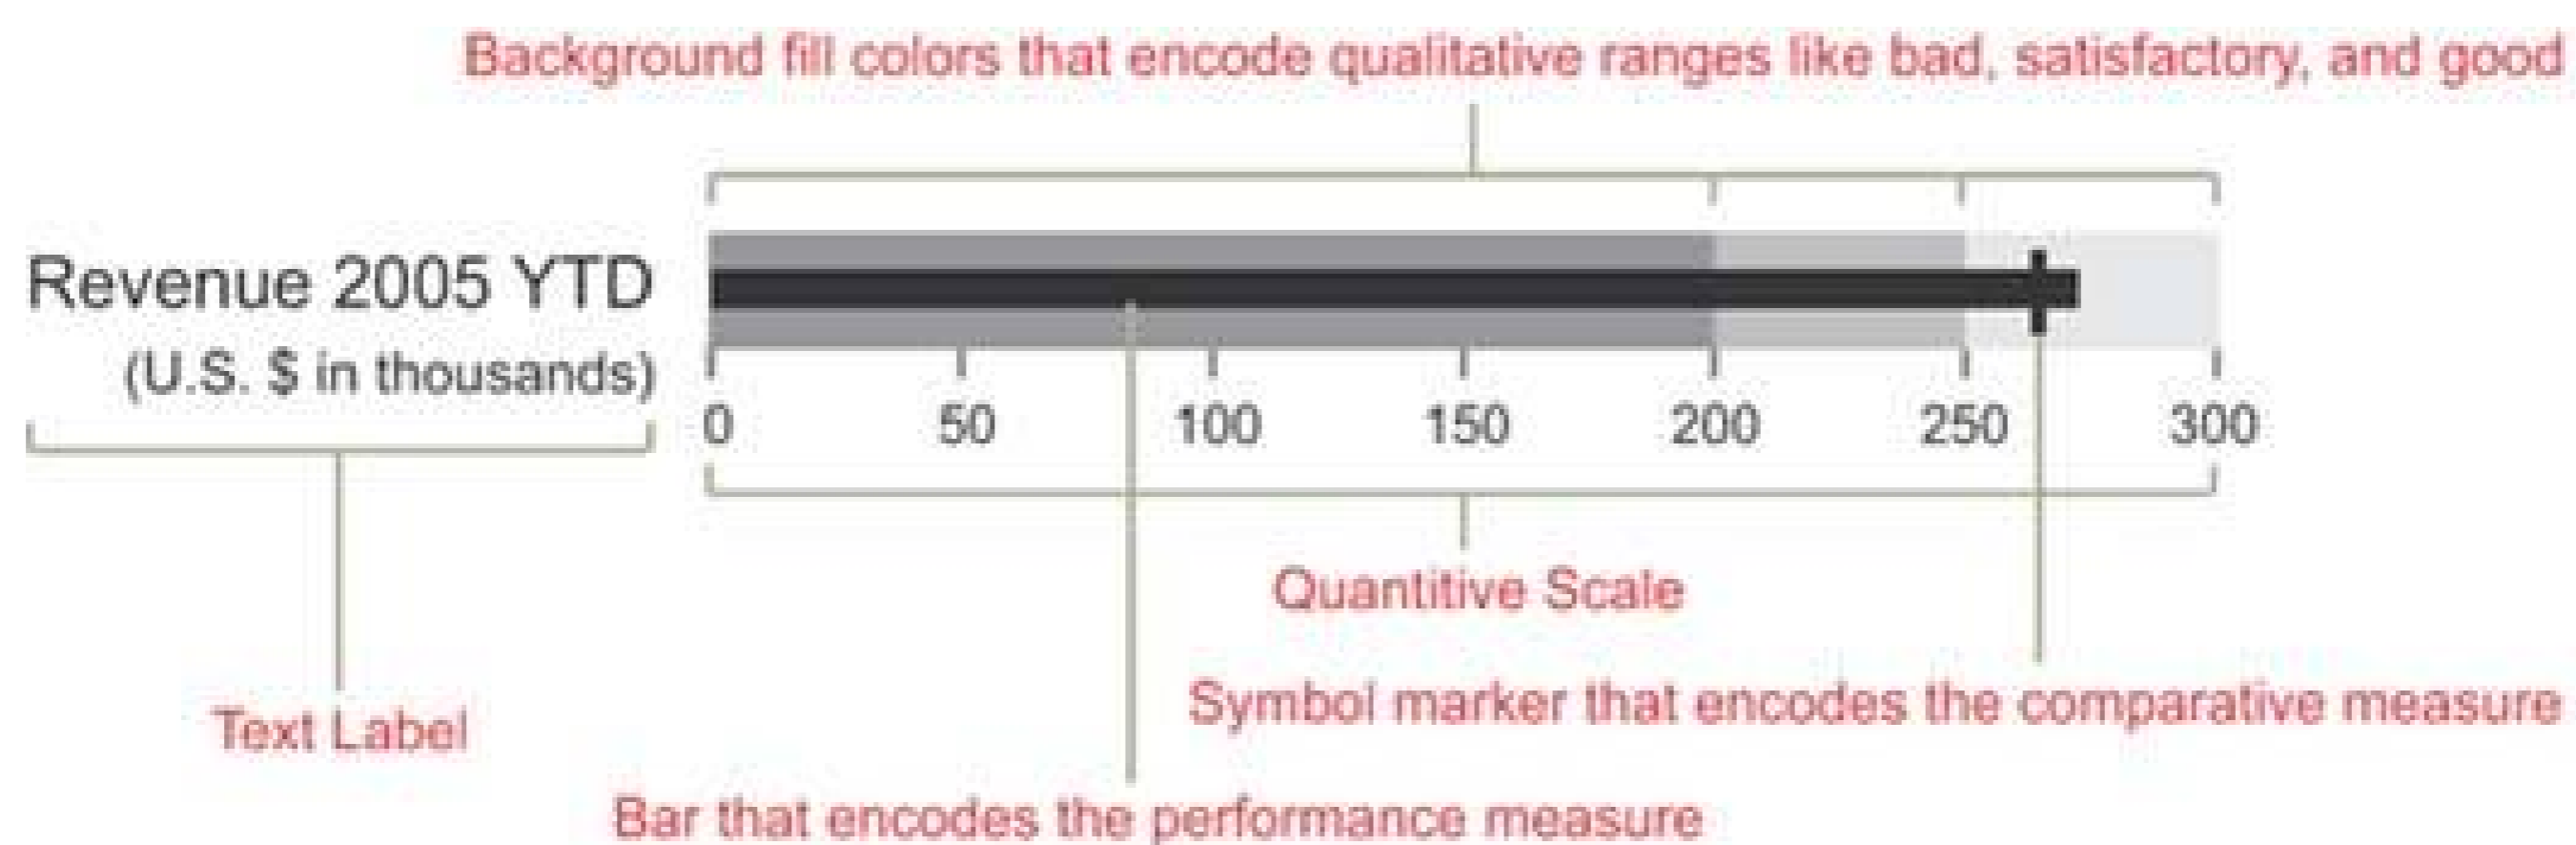 Background fill colors that encode qualitative ranges like bad, satisfactory, and good
Revenue 2005 YTD
(U.S. $ in thousands)
0 50 100 150 200 250 300
Quantitive Scale
Symbol marker that encodes the comparative measure
Text Label
Bar that encodes the performance measure